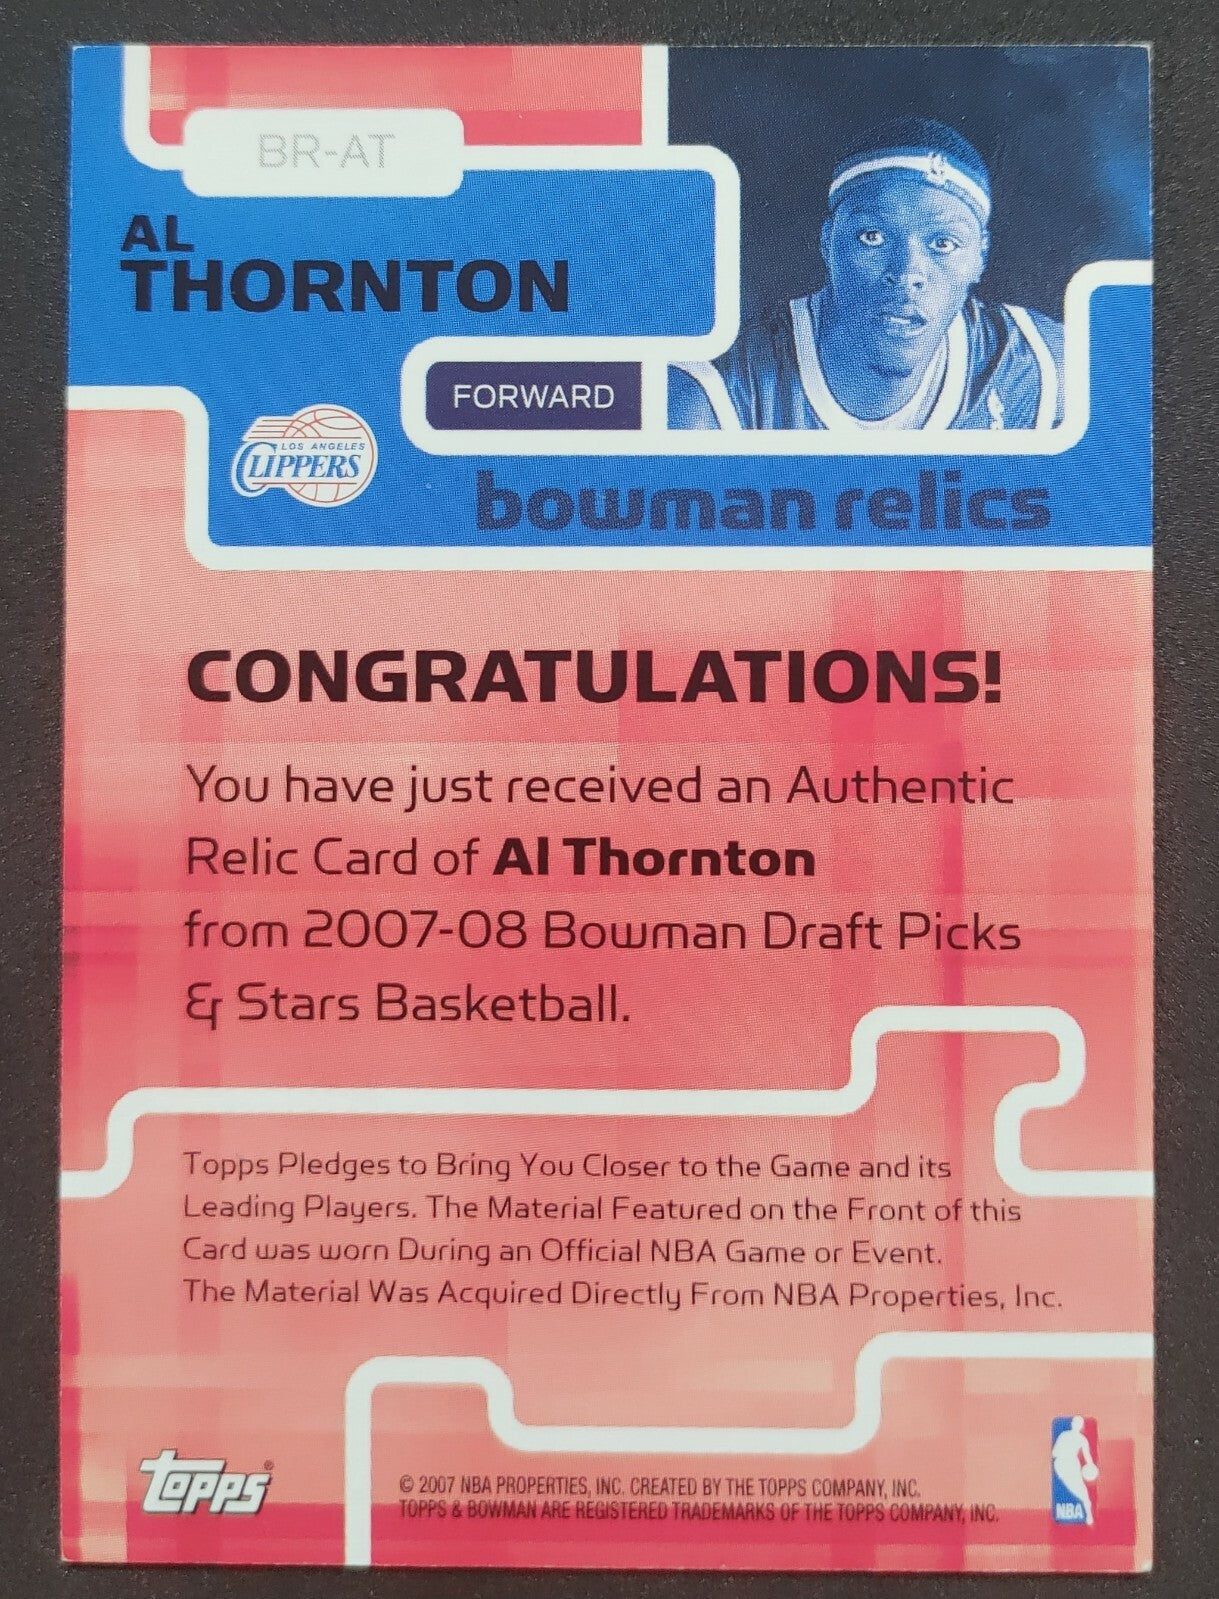 BR-AT
AL
THORNTON
FORWARD
LOS ANGELES
CLIPPERS
bowman relics
CONGRATULATIONS!
You have just received an Authentic
Relic Card of Al Thornton
from 2007-08 Bowman Draft Picks
& Stars Basketball.
Topps Pledges to Bring You Closer to the Game and its
Leading Players. The Material Featured on the Front of this
Card was worn During an Official NBA Game or Event.
The Material Was Acquired Directly From NBA Properties, Inc.
Topps®
© 2007 NBA PROPERTIES, INC. CREATED BY THE TOPPS COMPANY, INC.
TOPPS & BOWMAN ARE REGISTERED TRADEMARKS OF THE TOPPS COMPANY, INC.
NBA